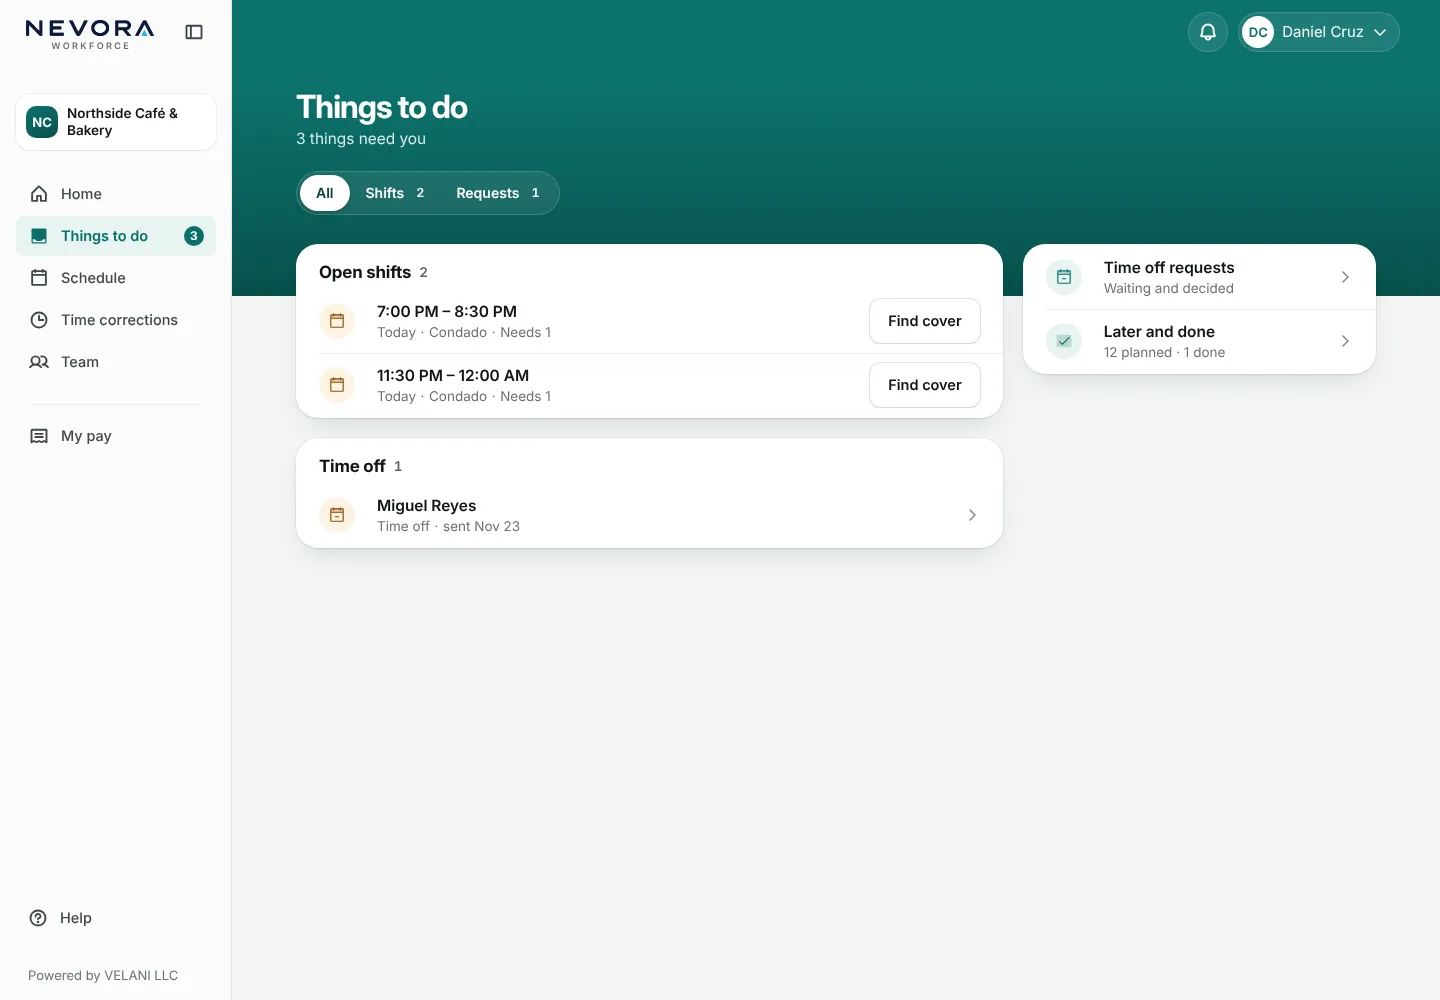 NEVORA
WORKFORCE
NC
Northside Café &
Bakery
Home
Things to do 3
Schedule
Time corrections
Team
My pay
Help
Powered by VELANI LLC
DC Daniel Cruz
Things to do
3 things need you
All Shifts 2 Requests 1
Open shifts 2
7:00 PM – 8:30 PM
Today · Condado · Needs 1
Find cover
11:30 PM – 12:00 AM
Today · Condado · Needs 1
Find cover
Time off 1
Miguel Reyes
Time off · sent Nov 23
Time off requests
Waiting and decided
Later and done
12 planned · 1 done